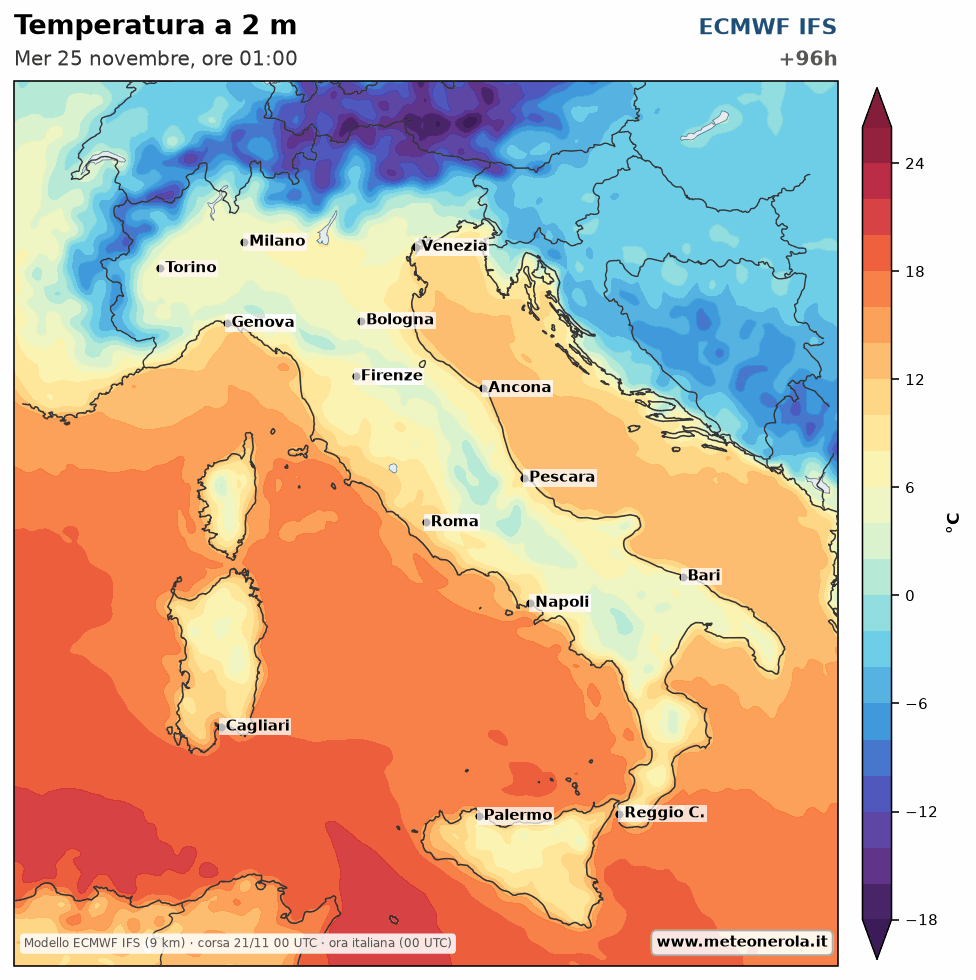 Temperatura a 2 m
ECMWF IFS
Mer 25 novembre, ore 01:00
+96h
Milano
Venezia
Torino
Genova
Bologna
Firenze
Ancona
Pescara
Roma
Bari
Napoli
Cagliari
Palermo
Reggio C.
24
18
12
6
0
−6
−12
−18
°C
Modello ECMWF IFS (9 km) · corsa 21/11 00 UTC · ora italiana (00 UTC)
www.meteonerola.it